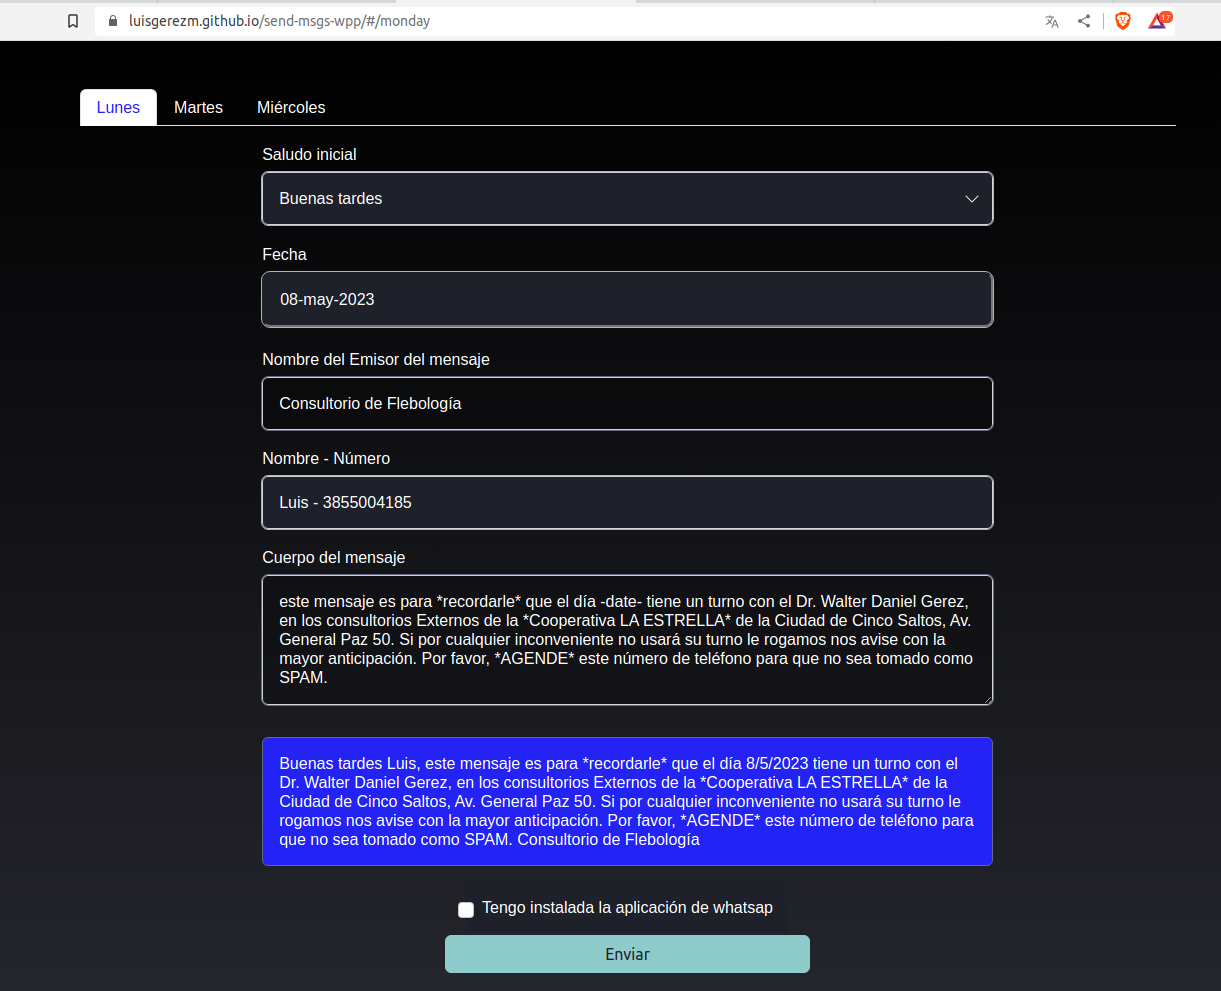 luisgerezm.github.io/send-msgs-wpp/#/monday
17
Lunes
Martes
Miércoles
Saludo inicial
Buenas tardes
Fecha
08-may-2023
Nombre del Emisor del mensaje
Consultorio de Flebología
Nombre - Número
Luis - 3855004185
Cuerpo del mensaje
este mensaje es para *recordarle* que el día -date- tiene un turno con el Dr. Walter Daniel Gerez,
en los consultorios Externos de la *Cooperativa LA ESTRELLA* de la Ciudad de Cinco Saltos, Av.
General Paz 50. Si por cualquier inconveniente no usará su turno le rogamos nos avise con la
mayor anticipación. Por favor, *AGENDE* este número de teléfono para que no sea tomado como
SPAM.
Buenas tardes Luis, este mensaje es para *recordarle* que el día 8/5/2023 tiene un turno con el
Dr. Walter Daniel Gerez, en los consultorios Externos de la *Cooperativa LA ESTRELLA* de la
Ciudad de Cinco Saltos, Av. General Paz 50. Si por cualquier inconveniente no usará su turno le
rogamos nos avise con la mayor anticipación. Por favor, *AGENDE* este número de teléfono para
que no sea tomado como SPAM. Consultorio de Flebología
Tengo instalada la aplicación de whatsap
Enviar